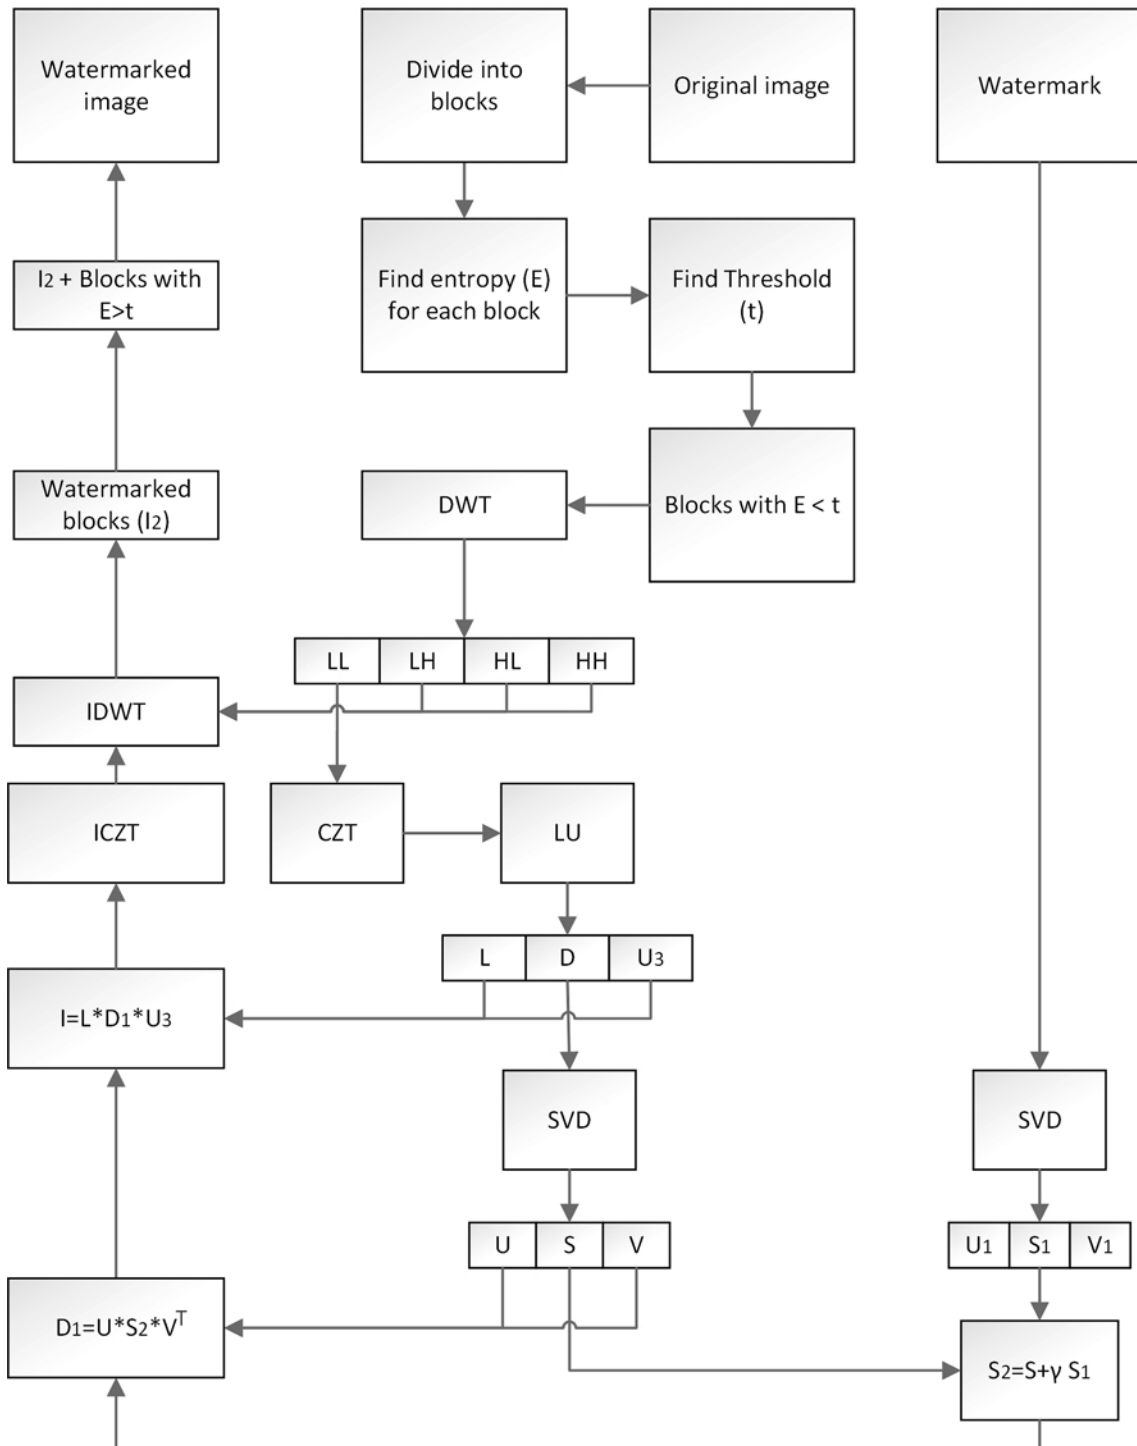 Watermarked
image
Divide into
blocks
Original image
Watermark
I2 + Blocks with
E>t
Find entropy (E)
for each block
Find Threshold
(t)
Watermarked
blocks (I2)
DWT
Blocks with E < t
LL LH HL HH
IDWT
ICZT
CZT
LU
L D U3
I=L*D1*U3
SVD
SVD
U S V
U1 S1 V1
D1=U*S2*V^T
S2=S+γ S1